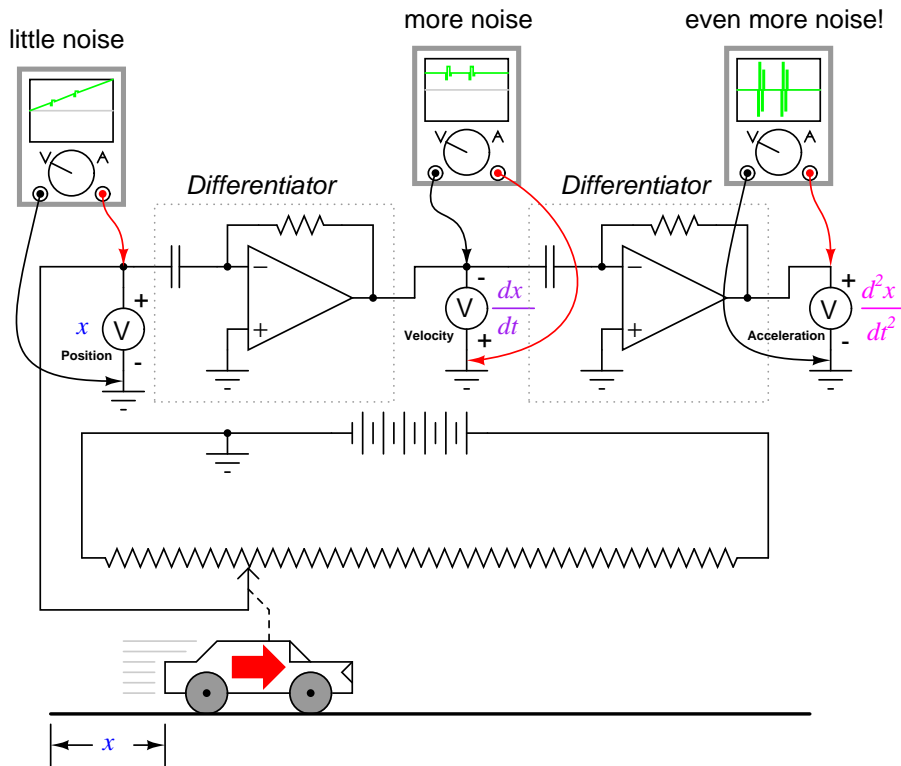 little noise
more noise
even more noise!
V A
V A
V A
Differentiator
Differentiator
−
+
−
+
x
V
+
-
Position
V
-
+
dx
dt
Velocity
V
+
-
d²x
dt²
Acceleration
x